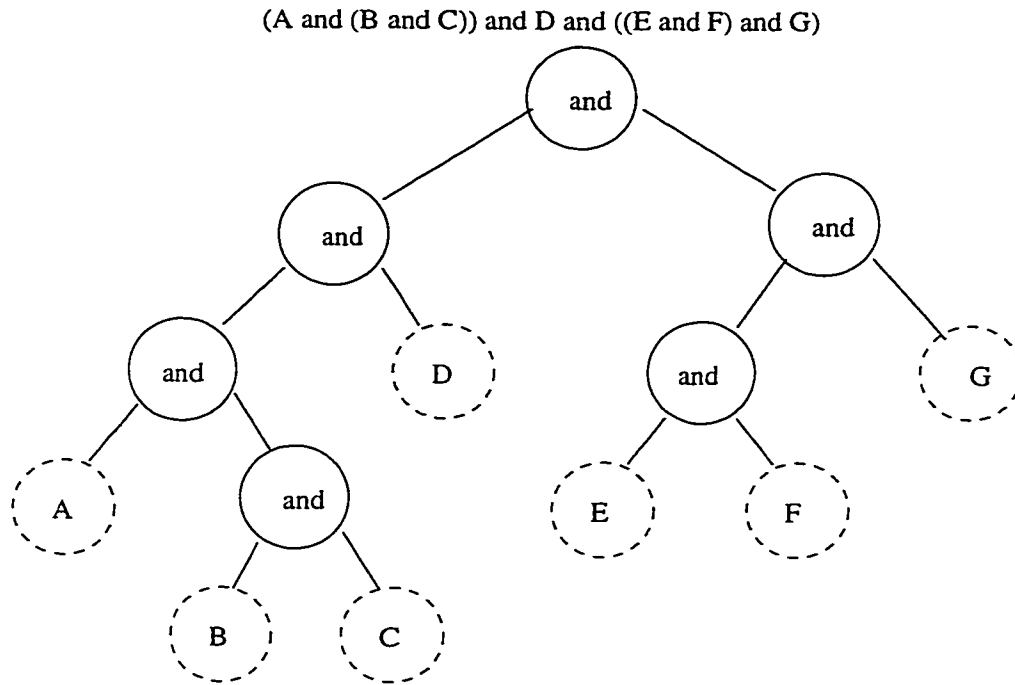 (A and (B and C)) and D and ((E and F) and G)
and
and
and
and
D
and
G
A
and
E
F
B
C